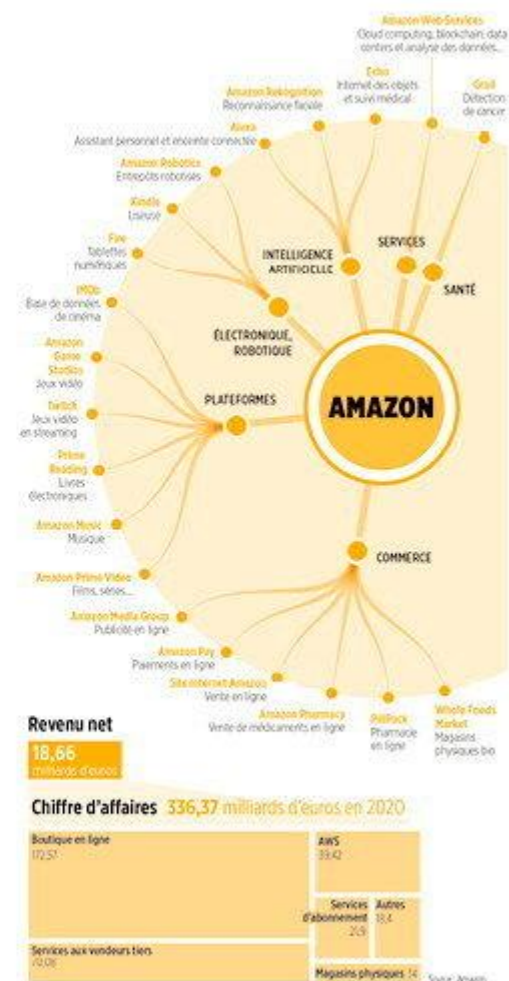 Amazon Web Services
Cloud computing, blockchain, data
centers et analyse des données...
Echo
Internet des objets
et suivi médical
Grail
Détection
de cancer
Amazon Rekognition
Reconnaissance faciale
Alexa
Assistant personnel et enceinte connectée
Amazon Robotics
Entrepôts robotisés
Kindle
Liseuse
Fire
Tablettes
numériques
IMDb
Base de données
de cinéma
Amazon
Game
Studios
Jeux vidéo
Twitch
Jeux vidéo
en streaming
Prime
Reading
Livres
électroniques
Amazon Music
Musique
Amazon Prime Video
Films, séries...
Amazon Media Group
Publicité en ligne
Amazon Pay
Paiements en ligne
Site Internet Amazon
Vente en ligne
Amazon Pharmacy
Vente de médicaments en ligne
PillPack
Pharmacie
en ligne
Whole Foods
Market
Magasins
physiques bio
INTELLIGENCE
ARTIFICIELLE
SERVICES
SANTÉ
ÉLECTRONIQUE,
ROBOTIQUE
PLATEFORMES
AMAZON
COMMERCE
Revenu net
18,66
milliards d'euros
Chiffre d'affaires 336,37 milliards d'euros en 2020
Boutique en ligne
172,57
AWS
39,42
Services
d'abonnement
21,9
Autres
18,4
Services aux vendeurs tiers
Magasins physiques 14